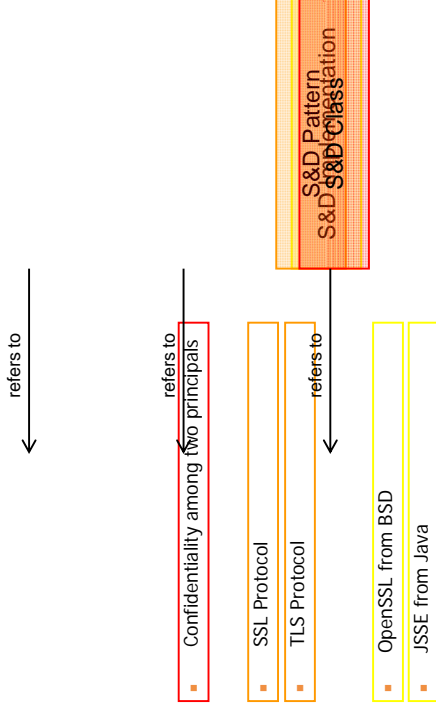 S&D Pattern
S&D Implementation
S&D Class
refers to
refers to
refers to
Confidentiality among two principals
SSL Protocol
TLS Protocol
OpenSSL from BSD
JSSE from Java